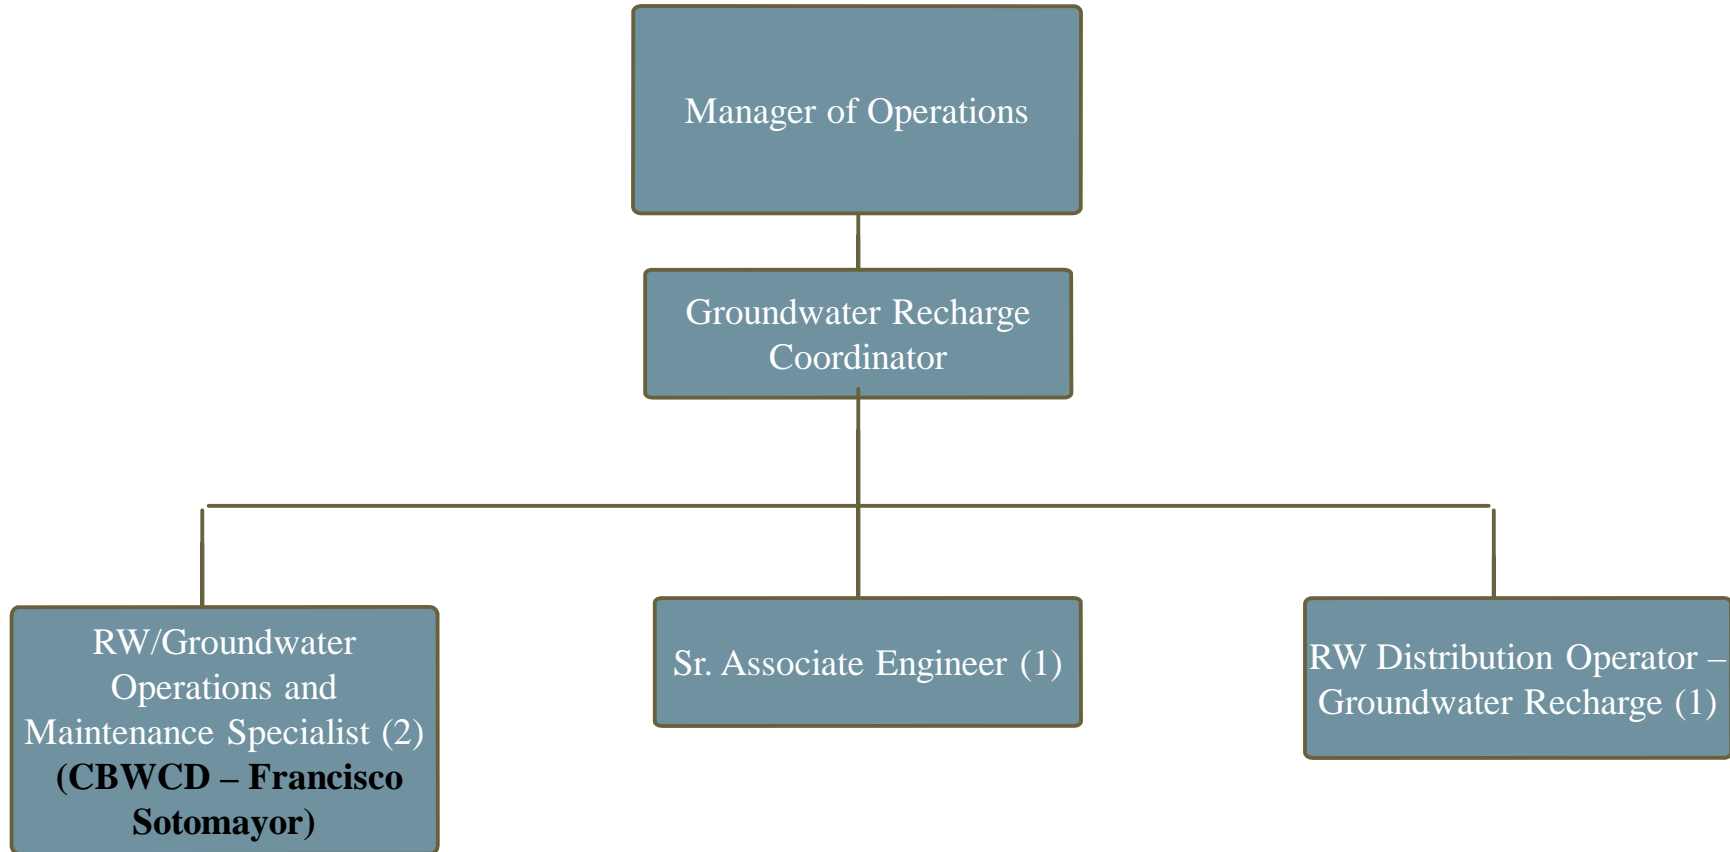 Manager of Operations
Groundwater Recharge
Coordinator
RW/Groundwater
Operations and
Maintenance Specialist (2)
(CBWCD – Francisco
Sotomayor)
Sr. Associate Engineer (1)
RW Distribution Operator –
Groundwater Recharge (1)